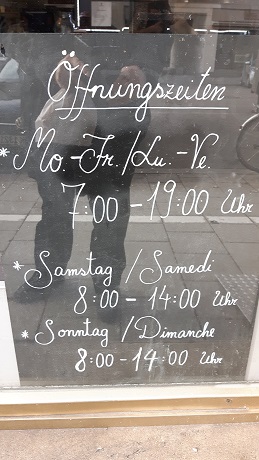 Öffnungszeiten
* Mo.-Fr./Lu.-Ve.
7:00-19:00 Uhr
* Samstag/Samedi
8:00-14:00 Uhr
* Sonntag/Dimanche
8:00-14:00 Uhr